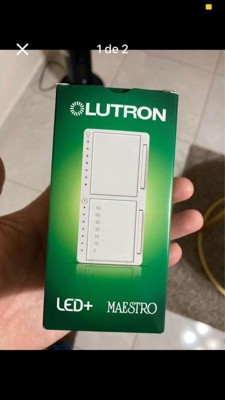 1 de 2
LUTRON
LED+ MAESTRO